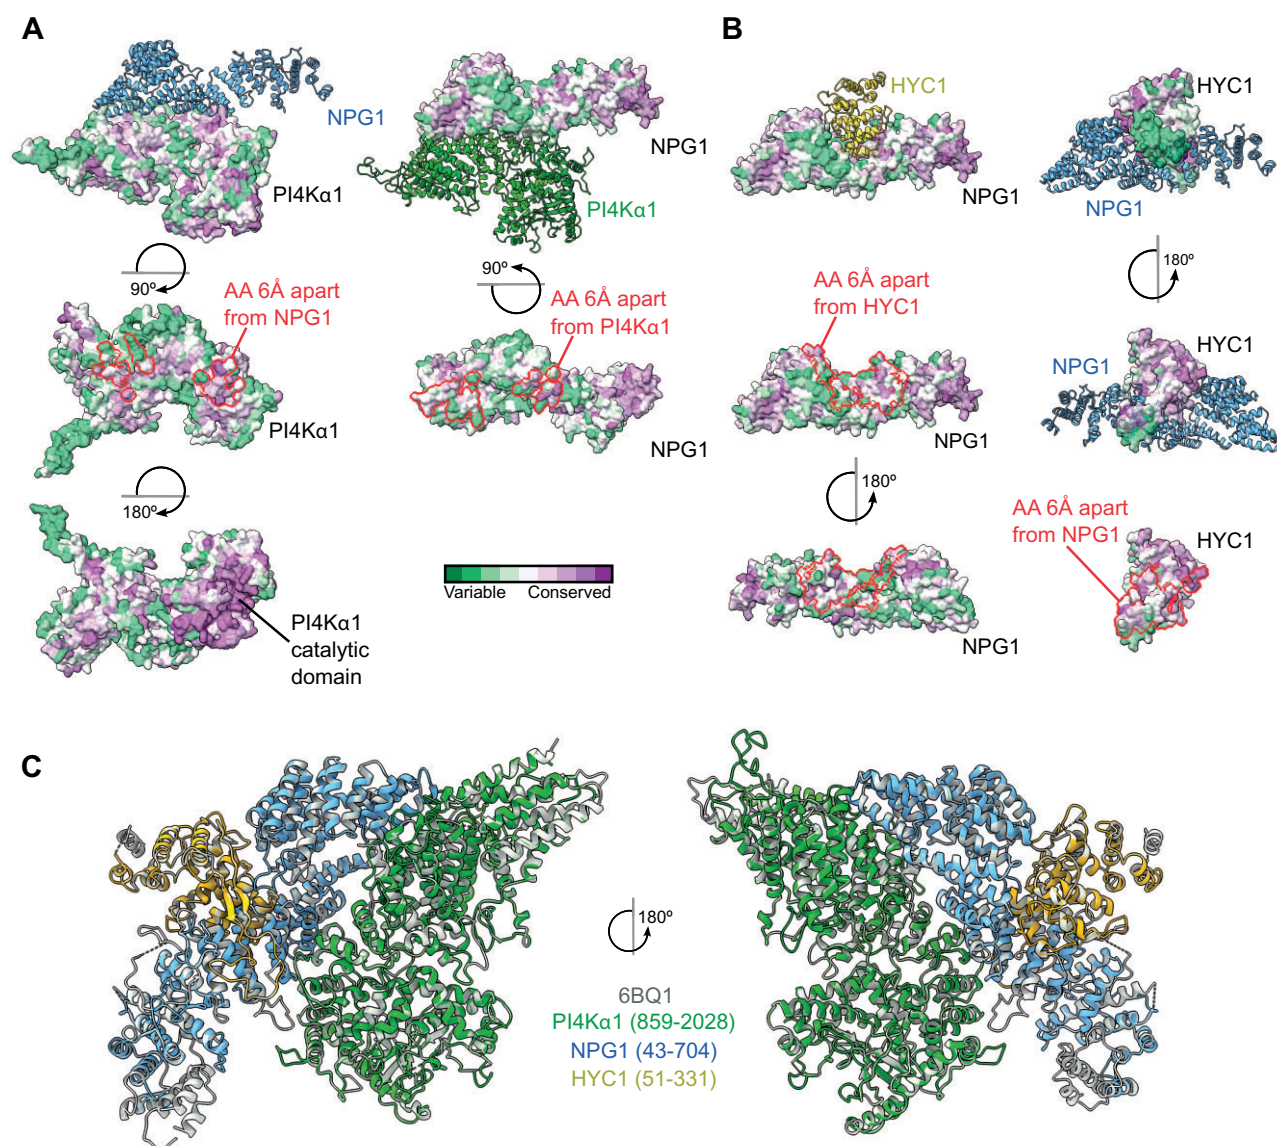 A
NPG1
PI4Kα1
90º
AA 6Å apart
from NPG1
PI4Kα1
180º
PI4Kα1
catalytic
domain
NPG1
PI4Kα1
90º
AA 6Å apart
from PI4Kα1
NPG1
Variable Conserved
B
HYC1
NPG1
AA 6Å apart
from HYC1
NPG1
180º
NPG1
HYC1
NPG1
180º
HYC1
NPG1
AA 6Å apart
from NPG1
HYC1
C
180º
6BQ1
PI4Kα1 (859-2028)
NPG1 (43-704)
HYC1 (51-331)